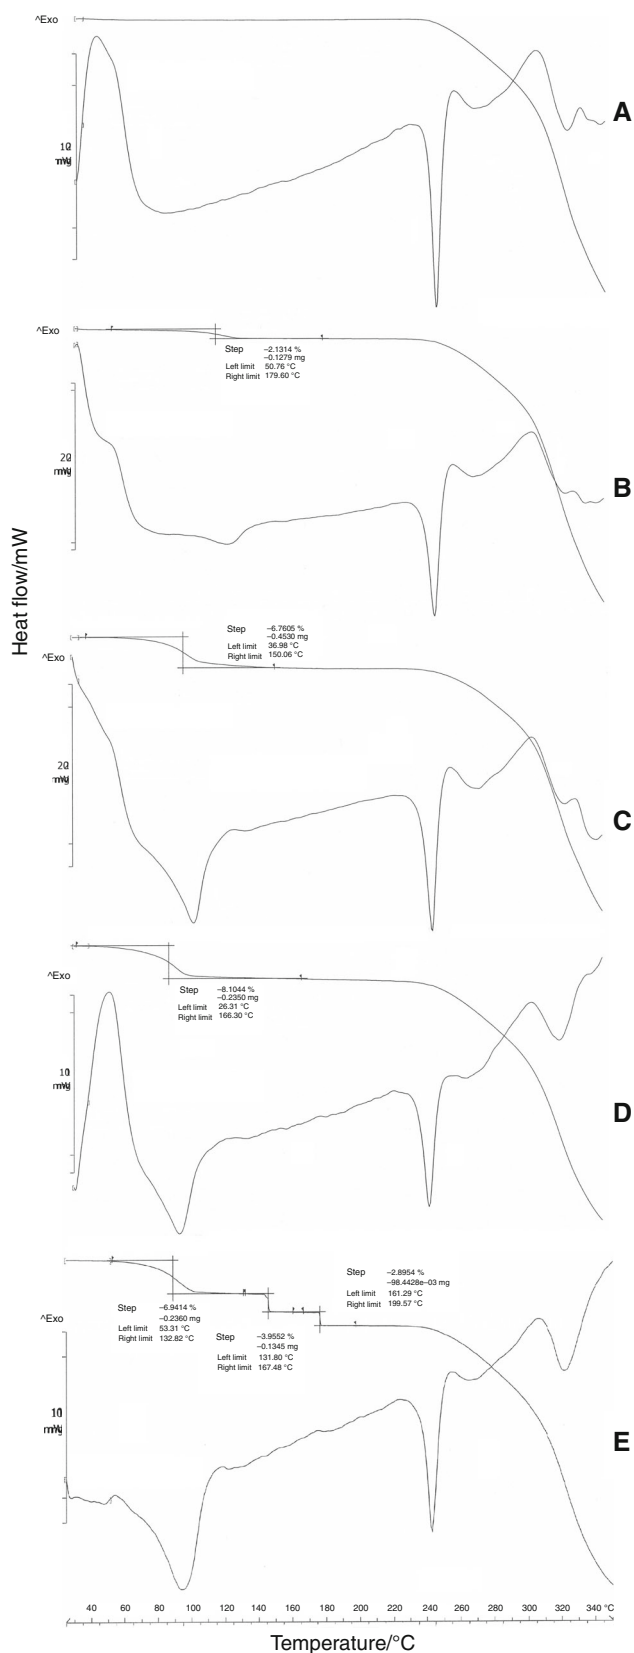 ^Exo
A
10
mW
^Exo
Step −2.1314 %
−0.1279 mg
Left limit 50.76 °C
Right limit 179.60 °C
20
mW
B
Heat flow/mW
Step −6.7605 %
−0.4530 mg
Left limit 36.98 °C
Right limit 150.06 °C
^Exo
20
mW
C
^Exo
Step −8.1044 %
−0.2350 mg
Left limit 26.31 °C
Right limit 166.30 °C
10
mW
D
Step −2.8954 %
−98.4428e−03 mg
Left limit 161.29 °C
Right limit 199.57 °C
^Exo
Step −6.9414 %
−0.2360 mg
Left limit 53.31 °C
Right limit 132.82 °C
Step −3.9552 %
−0.1345 mg
Left limit 131.80 °C
Right limit 167.48 °C
10
mW
E
40 60 80 100 120 140 160 180 200 220 240 260 280 300 320 340 °C
Temperature/°C